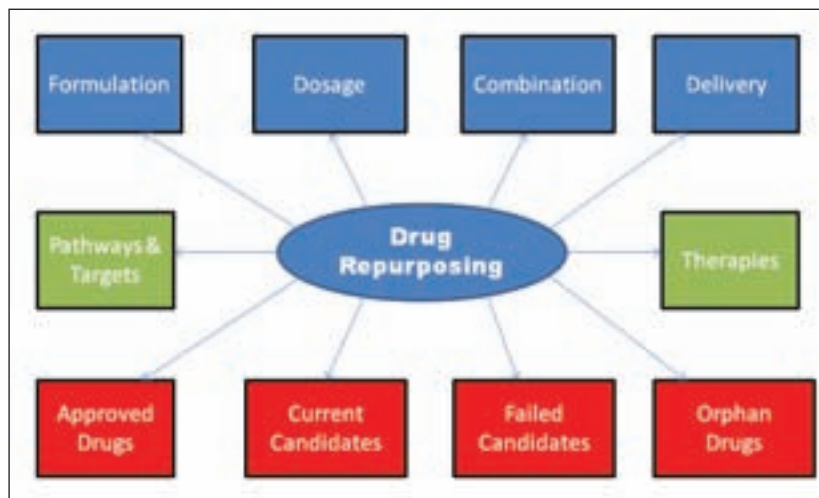 Formulation
Dosage
Combination
Delivery
Pathways &
Targets
Drug
Repurposing
Therapies
Approved
Drugs
Current
Candidates
Failed
Candidates
Orphan
Drugs